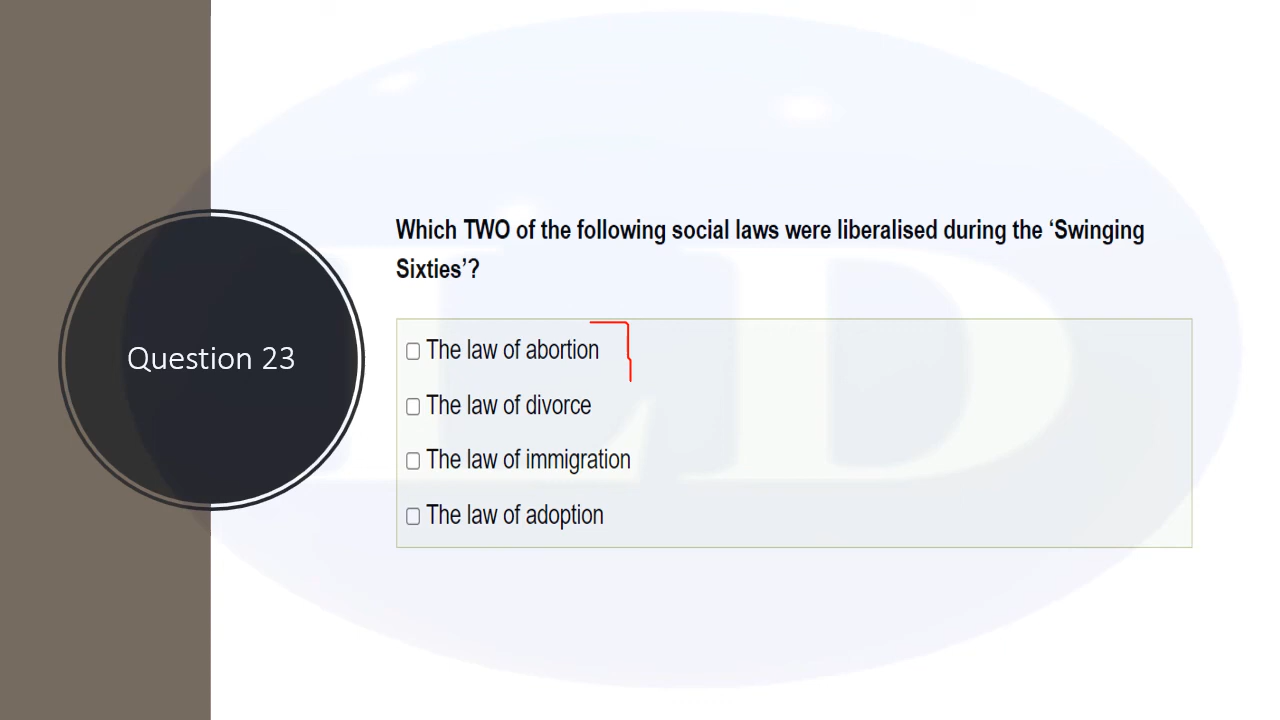 Question 23
Which TWO of the following social laws were liberalised during the ‘Swinging
Sixties’?
The law of abortion
The law of divorce
The law of immigration
The law of adoption
LD